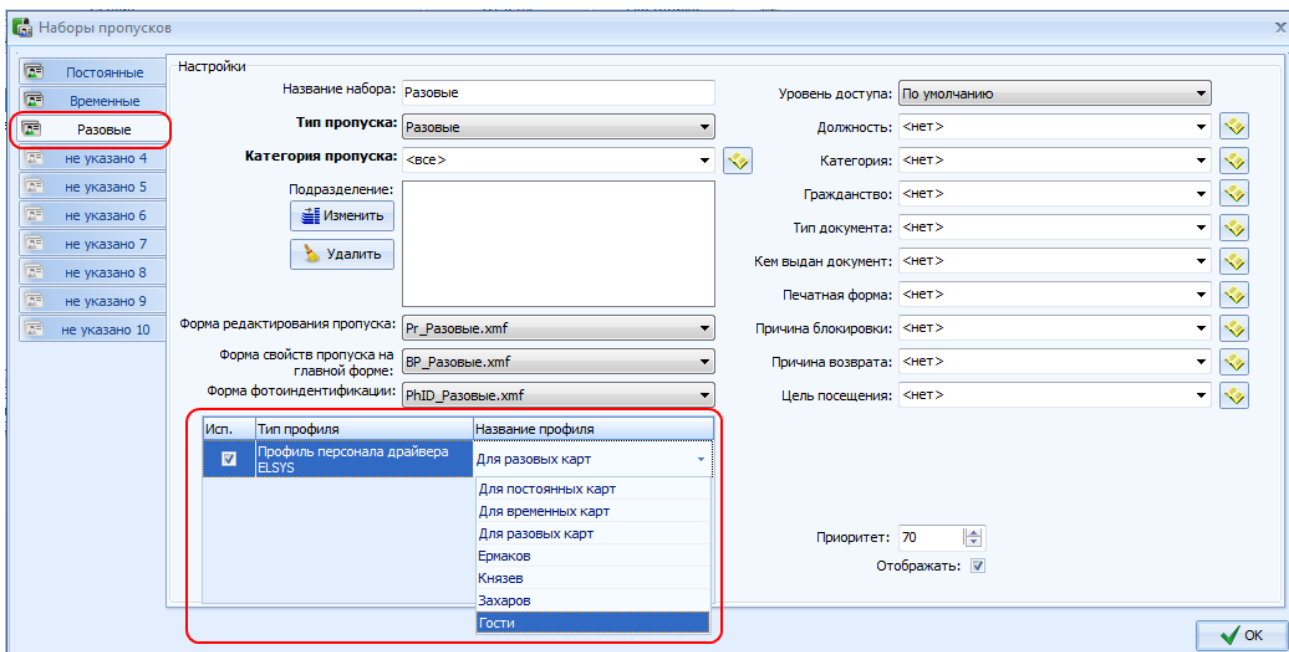 Наборы пропусков
x
Постоянные
Временные
Разовые
не указано 4
не указано 5
не указано 6
не указано 7
не указано 8
не указано 9
не указано 10
Настройки
Название набора: Разовые
Тип пропуска: Разовые
Категория пропуска: <все>
Подразделение:
Изменить
Удалить
Форма редактирования пропуска: Pr_Разовые.xmf
Форма свойств пропуска на
главной форме: BP_Разовые.xmf
Форма фотоидентификации: PhID_Разовые.xmf
Исп. Тип профиля Название профиля
Профиль персонала драйвера
ELSYS
Для разовых карт
Для постоянных карт
Для временных карт
Для разовых карт
Ермаков
Князев
Захаров
Гости
Уровень доступа: По умолчанию
Должность: <нет>
Категория: <нет>
Гражданство: <нет>
Тип документа: <нет>
Кем выдан документ: <нет>
Печатная форма: <нет>
Причина блокировки: <нет>
Причина возврата: <нет>
Цель посещения: <нет>
Приоритет: 70
Отображать:
ОК